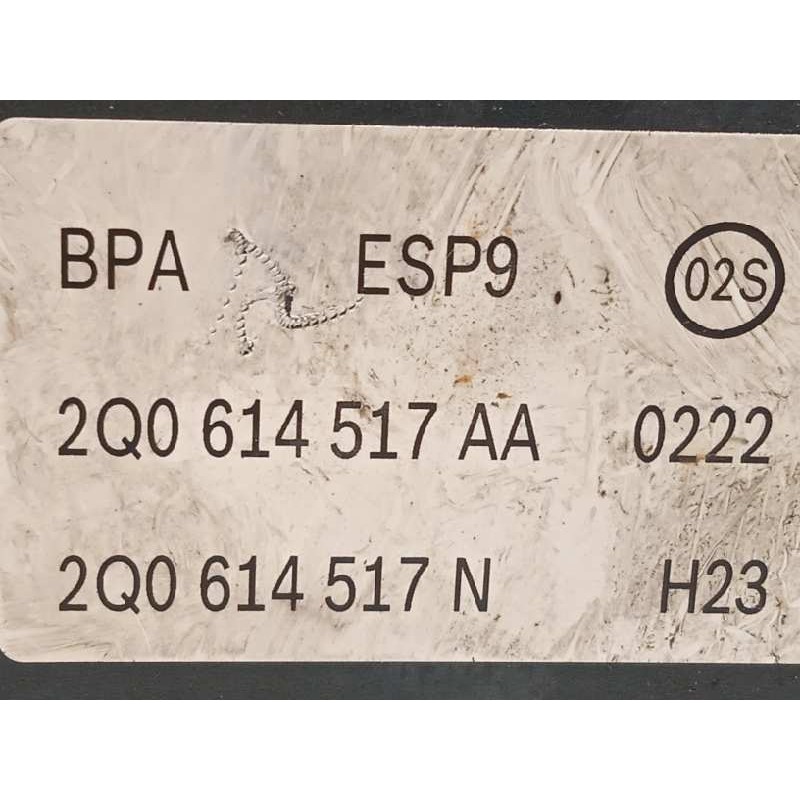 BPA ESP9 02S
2Q0 614 517 AA 0222
2Q0 614 517 N H23